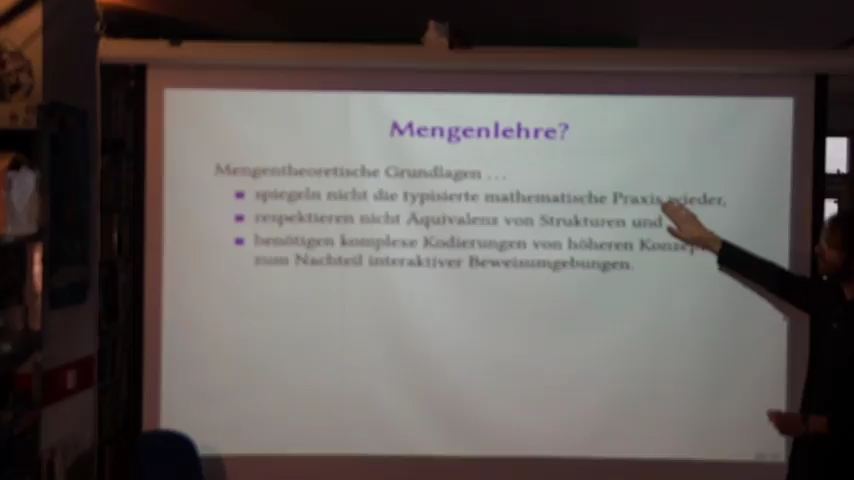 Mengenlehre?
Mengentheoretische Grundlagen ...
spiegeln nicht die typisierte mathematische Praxis wieder,
respektieren nicht Äquivalenz von Strukturen und
benötigen komplexe Kodierungen von höheren
zum Nachteil interaktiver Beweisumgebungen.